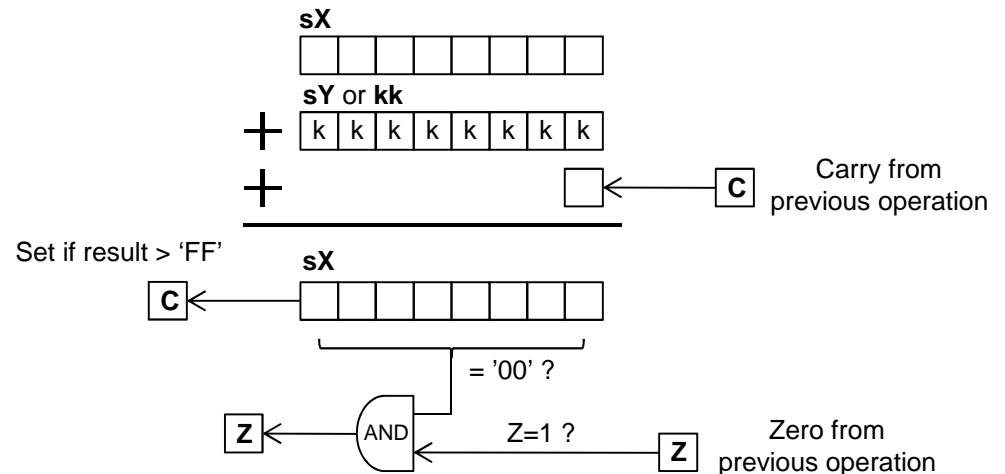 sX
sY or kk
+ k k k k k k k k
+
C
Carry from
previous operation
Set if result > ‘FF’
sX
C
= ’00’ ?
Z
AND
Z=1 ?
Z
Zero from
previous operation